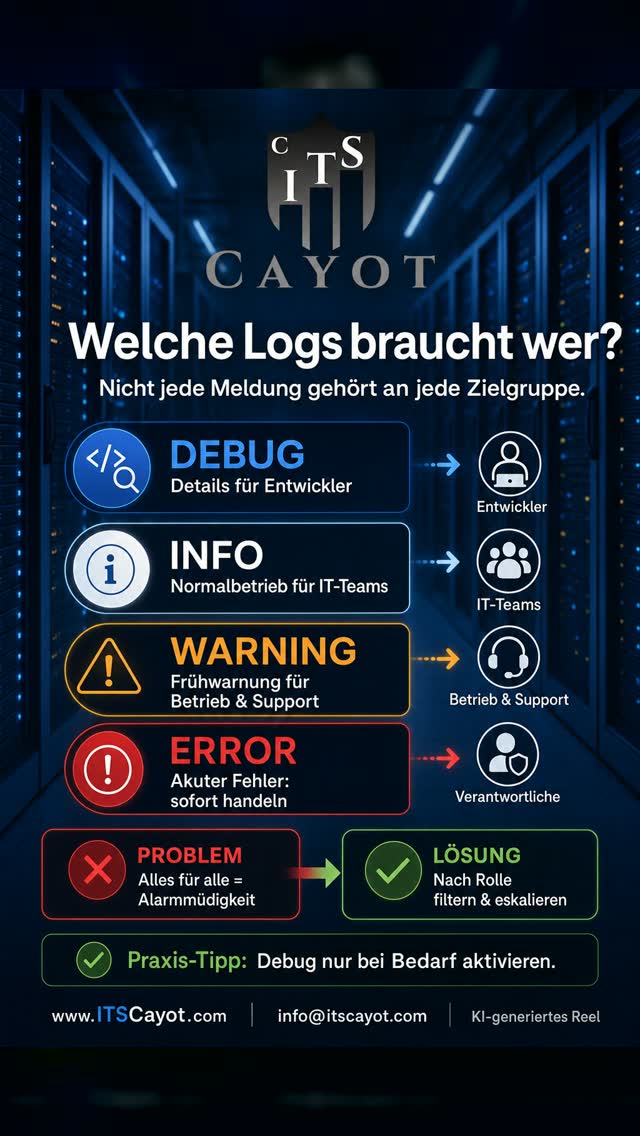 C ITS
CAYOT
Welche Logs braucht wer?
Nicht jede Meldung gehört an jede Zielgruppe.
DEBUG
Details für Entwickler
Entwickler
INFO
Normalbetrieb für IT-Teams
IT-Teams
WARNING
Frühwarnung für
Betrieb & Support
Betrieb & Support
ERROR
Akuter Fehler:
sofort handeln
Verantwortliche
PROBLEM
Alles für alle =
Alarmmüdigkeit
LÖSUNG
Nach Rolle
filtern & eskalieren
Praxis-Tipp: Debug nur bei Bedarf aktivieren.
www.ITSCayot.com | info@itscayot.com | KI-generiertes Reel